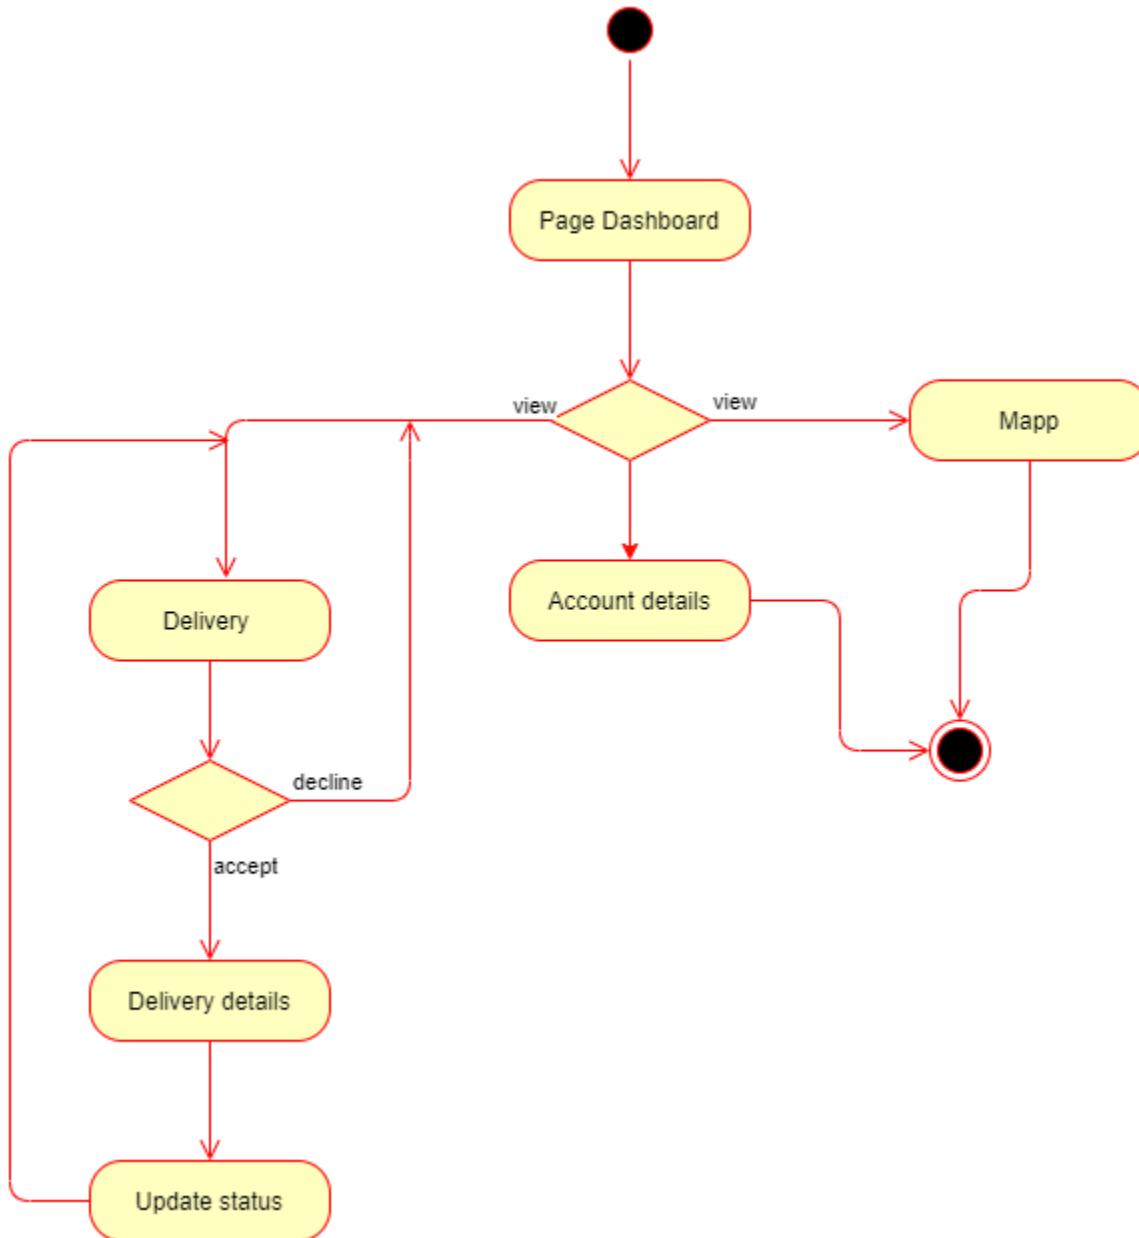 Page Dashboard
view
view
Mapp
Delivery
Account details
decline
accept
Delivery details
Update status